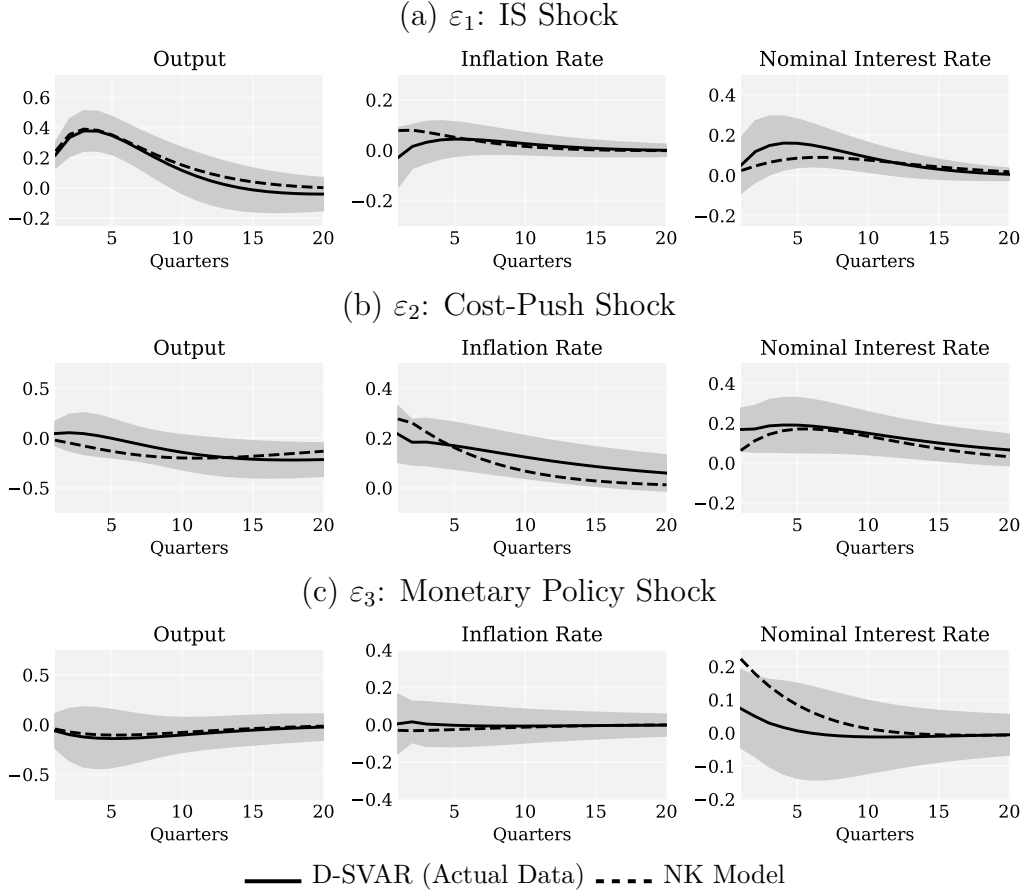 (a) ε₁: IS Shock
Output Inflation Rate Nominal Interest Rate
0.6
0.4
0.2
0.0
−0.2
5 10 15 20
Quarters
0.2
0.0
−0.2
5 10 15 20
Quarters
0.4
0.2
0.0
−0.2
5 10 15 20
Quarters
(b) ε₂: Cost-Push Shock
Output Inflation Rate Nominal Interest Rate
0.5
0.0
−0.5
5 10 15 20
Quarters
0.4
0.2
0.0
5 10 15 20
Quarters
0.4
0.2
0.0
−0.2
5 10 15 20
Quarters
(c) ε₃: Monetary Policy Shock
Output Inflation Rate Nominal Interest Rate
0.5
0.0
−0.5
5 10 15 20
Quarters
0.4
0.2
0.0
−0.2
−0.4
5 10 15 20
Quarters
0.2
0.1
0.0
−0.1
−0.2
5 10 15 20
Quarters
D-SVAR (Actual Data) NK Model